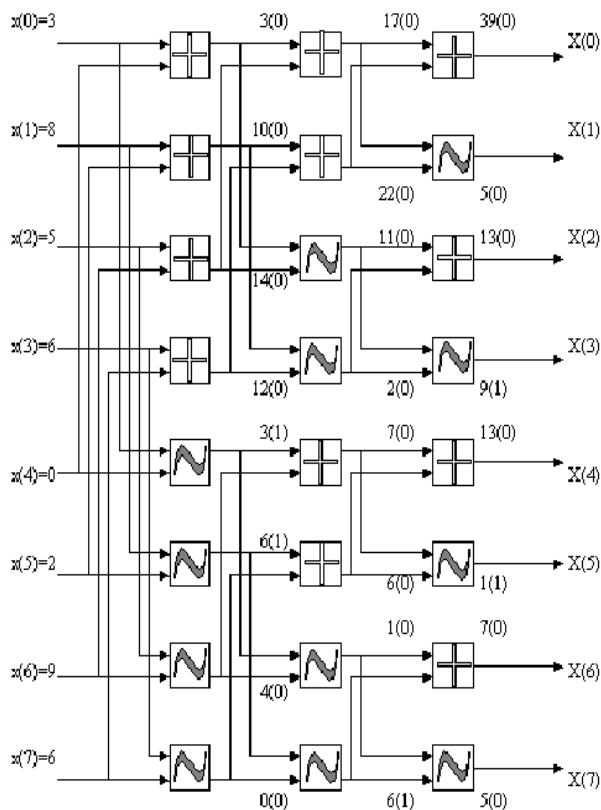 x(0)=3 3(0) 17(0) 39(0) X(0)
x(1)=8 10(0) X(1)
22(0) 5(0)
x(2)=5 11(0) 13(0) X(2)
14(0)
x(3)=6 X(3)
12(0) 2(0) 9(1)
3(1) 7(0) 13(0)
x(4)=0 X(4)
6(1)
x(5)=2 6(0) 1(1) X(5)
1(0) 7(0)
x(6)=9 4(0) X(6)
x(7)=6 X(7)
0(0) 6(1) 5(0)